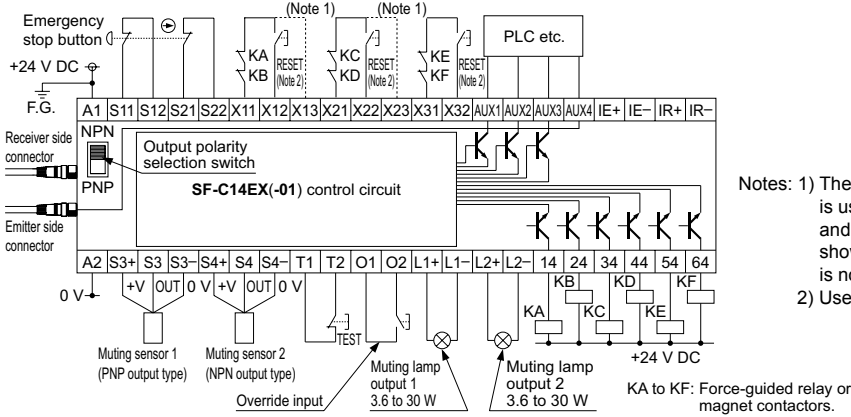 (Note 1) (Note 1)
Emergency
stop button
+24 V DC
F.G.
KA
KB
RESET
(Note 2)
KC
KD
RESET
(Note 2)
KE
KF
RESET
(Note 2)
PLC etc.
A1 S11 S12 S21 S22 X11 X12 X13 X21 X22 X23 X31 X32 AUX1 AUX2 AUX3 AUX4 IE+ IE− IR+ IR−
Receiver side
connector
NPN
PNP
Output polarity
selection switch
SF-C14EX(-01) control circuit
Emitter side
connector
A2 S3+ S3 S3− S4+ S4 S4− T1 T2 O1 O2 L1+ L1− L2+ L2− 14 24 34 44 54 64
0 V
+V OUT 0 V +V OUT 0 V
TEST
KA KB KC KD KE KF
+24 V DC
Muting sensor 1
(PNP output type)
Muting sensor 2
(NPN output type)
Override input
Muting lamp
output 1
3.6 to 30 W
Muting lamp
output 2
3.6 to 30 W
KA to KF: Force-guided relay or
magnet contactors.
Notes: 1) The
is us
and
show
is no
2) Use